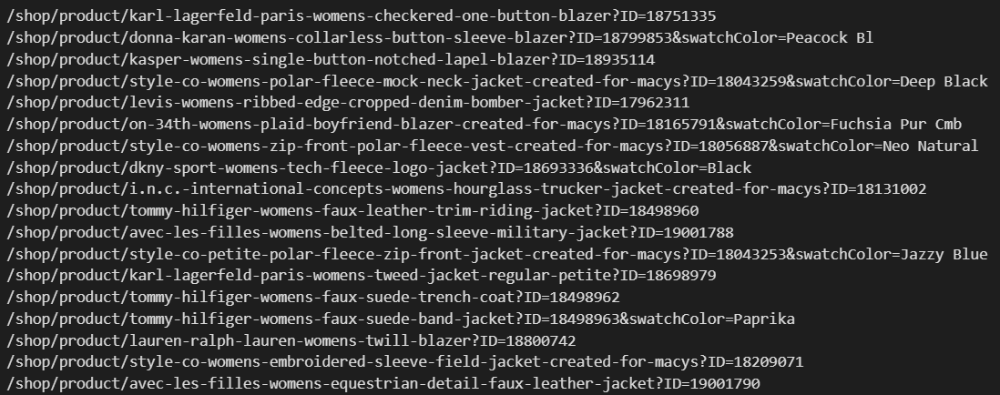 /shop/product/karl-lagerfeld-paris-womens-checkered-one-button-blazer?ID=18751335
/shop/product/donna-karan-womens-collarless-button-sleeve-blazer?ID=18799853&swatchColor=Peacock Bl
/shop/product/kasper-womens-single-button-notched-lapel-blazer?ID=18935114
/shop/product/style-co-womens-polar-fleece-mock-neck-jacket-created-for-macys?ID=18043259&swatchColor=Deep Black
/shop/product/levis-womens-ribbed-edge-cropped-denim-bomber-jacket?ID=17962311
/shop/product/on-34th-womens-plaid-boyfriend-blazer-created-for-macys?ID=18165791&swatchColor=Fuchsia Pur Cmb
/shop/product/style-co-womens-zip-front-polar-fleece-vest-created-for-macys?ID=18056887&swatchColor=Neo Natural
/shop/product/dkny-sport-womens-tech-fleece-logo-jacket?ID=18693336&swatchColor=Black
/shop/product/i.n.c.-international-concepts-womens-hourglass-trucker-jacket-created-for-macys?ID=18131002
/shop/product/tommy-hilfiger-womens-faux-leather-trim-riding-jacket?ID=18498960
/shop/product/avec-les-filles-womens-belted-long-sleeve-military-jacket?ID=19001788
/shop/product/style-co-petite-polar-fleece-zip-front-jacket-created-for-macys?ID=18043253&swatchColor=Jazzy Blue
/shop/product/karl-lagerfeld-paris-womens-tweed-jacket-regular-petite?ID=18698979
/shop/product/tommy-hilfiger-womens-faux-suede-trench-coat?ID=18498962
/shop/product/tommy-hilfiger-womens-faux-suede-band-jacket?ID=18498963&swatchColor=Paprika
/shop/product/lauren-ralph-lauren-womens-twill-blazer?ID=18800742
/shop/product/style-co-womens-embroidered-sleeve-field-jacket-created-for-macys?ID=18209071
/shop/product/avec-les-filles-womens-equestrian-detail-faux-leather-jacket?ID=19001790